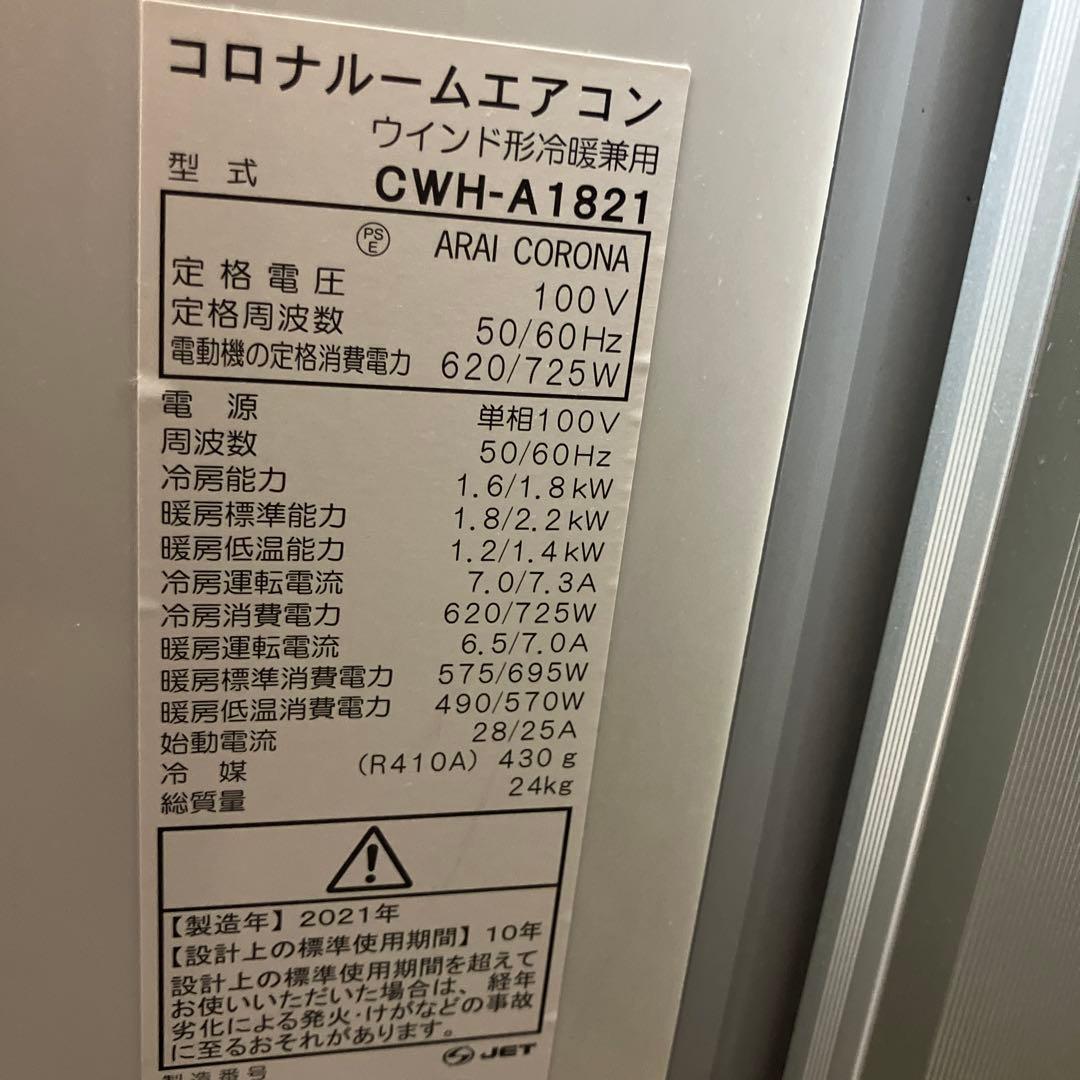 コロナルームエアコン
ウインド形冷暖兼用
型 式 CWH-A1821
PSE ARAI CORONA
定格電圧 100V
定格周波数 50/60Hz
電動機の定格消費電力 620/725W
電 源 単相100V
周波数 50/60Hz
冷房能力 1.6/1.8kW
暖房標準能力 1.8/2.2kW
暖房低温能力 1.2/1.4kW
冷房運転電流 7.0/7.3A
冷房消費電力 620/725W
暖房運転電流 6.5/7.0A
暖房標準消費電力 575/695W
暖房低温消費電力 490/570W
始動電流 28/25A
冷 媒 (R410A) 430g
総質量 24kg
【製造年】2021年
【設計上の標準使用期間】10年
設計上の標準使用期間を超えて
お使いいただいた場合は、経年
劣化による発火・けがなどの事故
に至るおそれがあります。
JET
製造番号